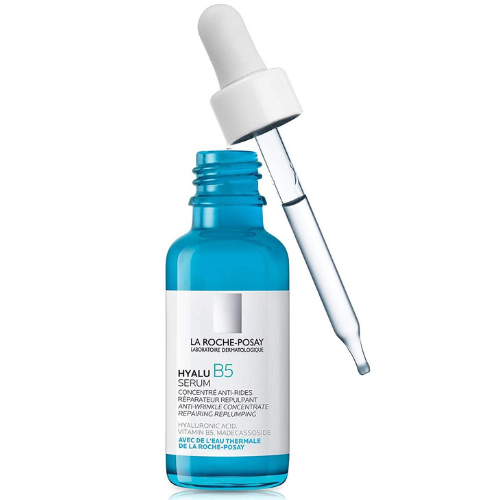 LA ROCHE-POSAY
LABORATOIRE DERMATOLOGIQUE
HYALU B5
SERUM
CONCENTRÉ ANTI-RIDES
RÉPARATEUR REPULPANT
ANTI-WRINKLE CONCENTRATE
REPAIRING REPLUMPING
HYALURONIC ACID,
VITAMIN B5, MADECASSOSIDE
AVEC DE L'EAU THERMALE
DE LA ROCHE-POSAY